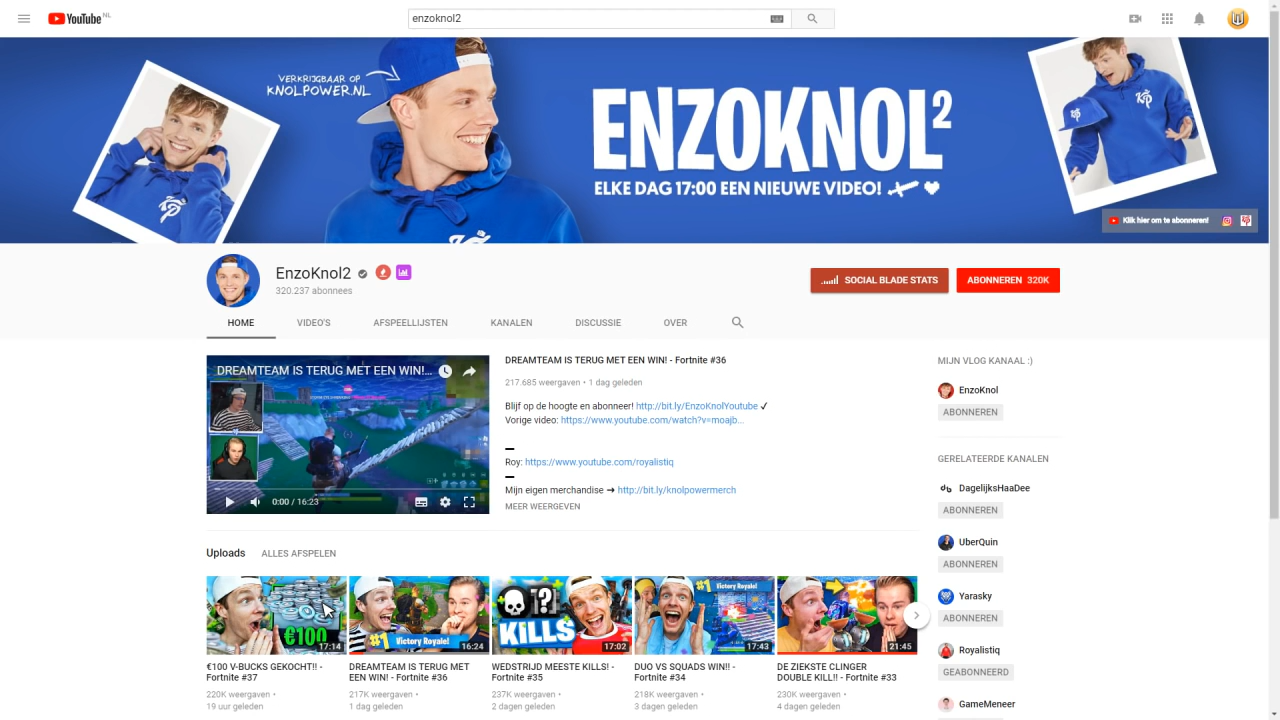 YouTube NL
enzoknol2
VERKRIJGBAAR OP
KNOLPOWER.NL
ENZOKNOL²
ELKE DAG 17:00 EEN NIEUWE VIDEO!
KP
KP
Klik hier om te abonneren!
EnzoKnol2
320.237 abonnees
SOCIAL BLADE STATS
ABONNEREN 320K
HOME VIDEO'S AFSPEELLIJSTEN KANALEN DISCUSSIE OVER
DREAMTEAM IS TERUG MET EEN WIN!...
0:00 / 16:23
DREAMTEAM IS TERUG MET EEN WIN! - Fortnite #36
217.685 weergaven • 1 dag geleden
Blijf op de hoogte en abonneer! http://bit.ly/EnzoKnolYoutube ✓
Vorige video: https://www.youtube.com/watch?v=moajb...
Roy: https://www.youtube.com/royalistiq
Mijn eigen merchandise ➞ http://bit.ly/knolpowermerch
MEER WEERGEVEN
MIJN VLOG KANAAL :)
EnzoKnol
ABONNEREN
GERELATEERDE KANALEN
DagelijksHaaDee
ABONNEREN
UberQuin
ABONNEREN
Yarasky
ABONNEREN
Royalistiq
GEABONNEERD
GameMeneer
Uploads ALLES AFSPELEN
€100
17:14
€100 V-BUCKS GEKOCHT!! -
Fortnite #37
220K weergaven •
19 uur geleden
#1 Victory Royale!
16:24
DREAMTEAM IS TERUG MET
EEN WIN! - Fortnite #36
217K weergaven •
1 dag geleden
!?!
KILLS
17:02
WEDSTRIJD MEESTE KILLS! -
Fortnite #35
237K weergaven •
2 dagen geleden
#1 Victory Royale!
17:43
DUO VS SQUADS WIN!! -
Fortnite #34
218K weergaven •
3 dagen geleden
21:45
DE ZIEKSTE CLINGER
DOUBLE KILL!! - Fortnite #33
230K weergaven •
4 dagen geleden